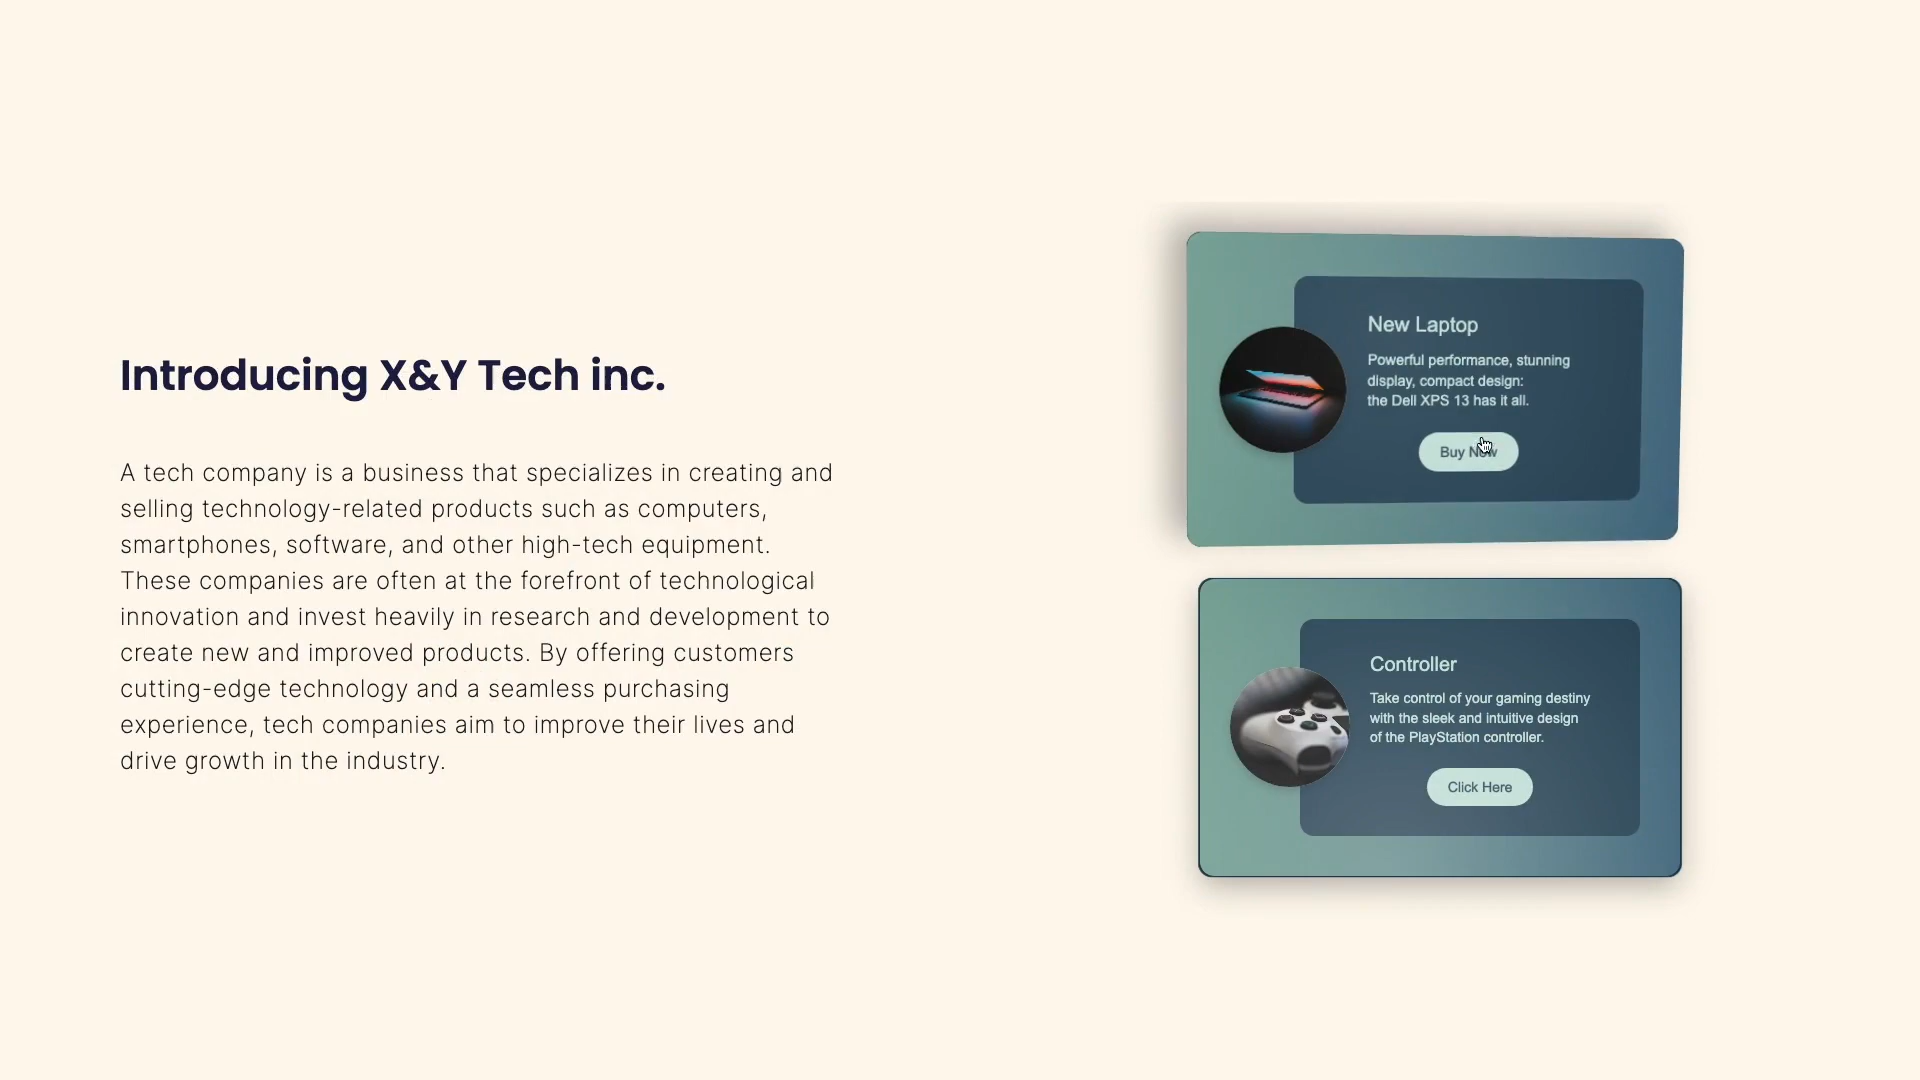 Introducing X&Y Tech inc.
A tech company is a business that specializes in creating and
selling technology-related products such as computers,
smartphones, software, and other high-tech equipment.
These companies are often at the forefront of technological
innovation and invest heavily in research and development to
create new and improved products. By offering customers
cutting-edge technology and a seamless purchasing
experience, tech companies aim to improve their lives and
drive growth in the industry.
New Laptop
Powerful performance, stunning
display, compact design:
the Dell XPS 13 has it all.
Buy Now
Controller
Take control of your gaming destiny
with the sleek and intuitive design
of the PlayStation controller.
Click Here